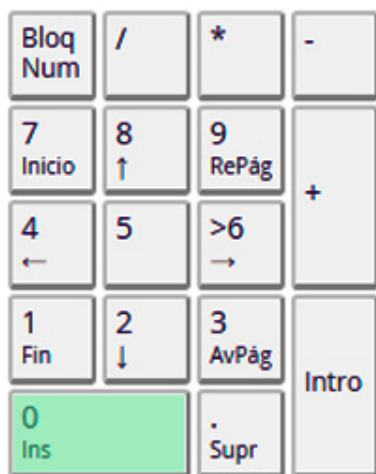 Bloq
Num
/
*
-
7
Inicio
8
↑
9
RePág
+
4
←
5
>6
→
1
Fin
2
↓
3
AvPág
Intro
0
Ins
.
Supr